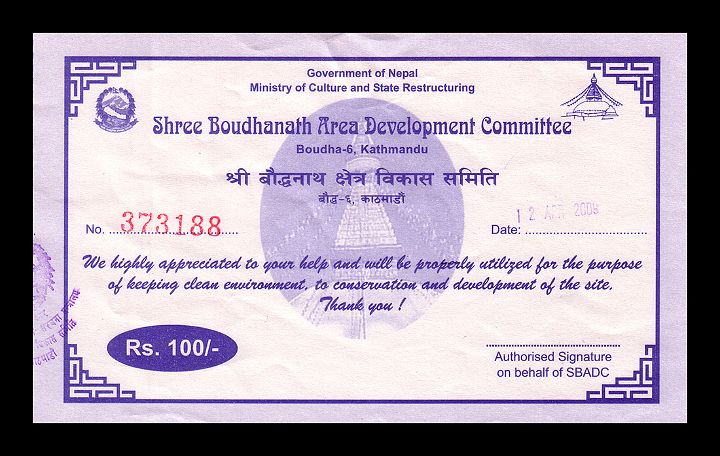 Government of Nepal
Ministry of Culture and State Restructuring
Shree Boudhanath Area Development Committee
Boudha-6, Kathmandu
श्री बौद्धनाथ क्षेत्र विकास समिति
बौद्ध-६, काठमाडौं
No. 373188
Date: 12 APR 2009
We highly appreciated to your help and will be properly utilized for the purpose
of keeping clean environment, to conservation and development of the site.
Thank you !
Rs. 100/-
Authorised Signature
on behalf of SBADC